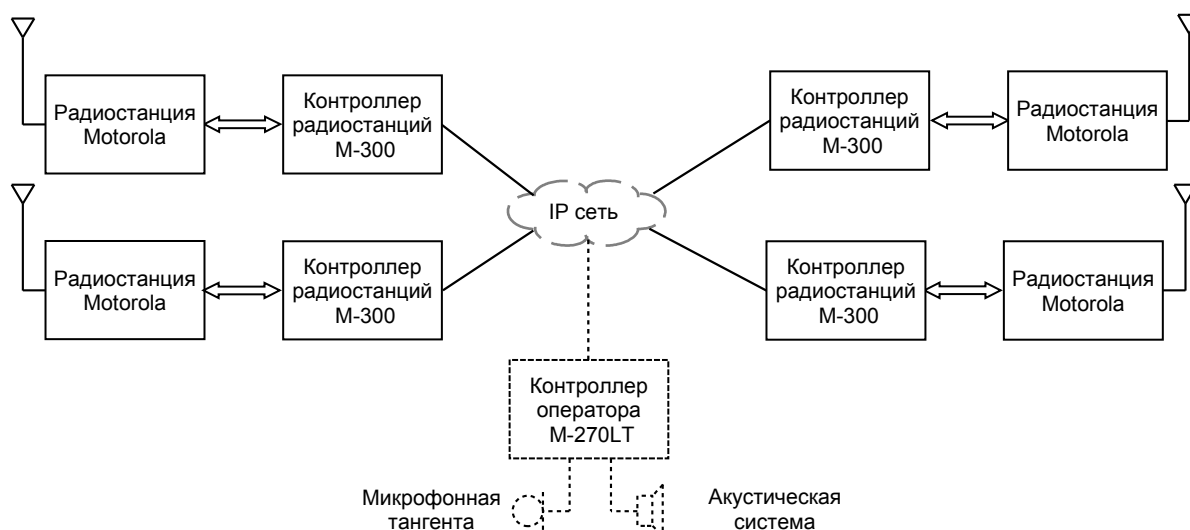 Радиостанция
Motorola
Контроллер
радиостанций
М-300
Контроллер
радиостанций
М-300
Радиостанция
Motorola
IP сеть
Радиостанция
Motorola
Контроллер
радиостанций
М-300
Контроллер
радиостанций
М-300
Радиостанция
Motorola
Контроллер
оператора
М-270LT
Микрофонная
тангента
Акустическая
система